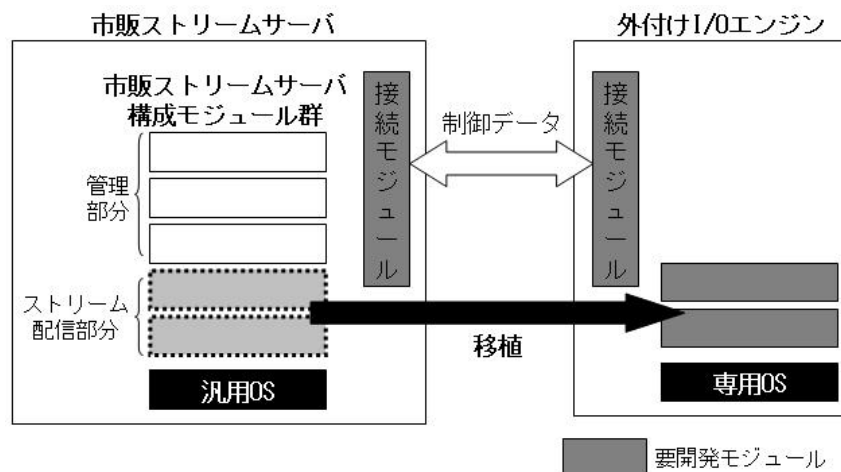 市販ストリームサーバ
外付けI/Oエンジン
市販ストリームサーバ
構成モジュール群
接続モジュール
制御データ
接続モジュール
管理
部分
ストリーム
配信部分
移植
汎用OS
専用OS
要開発モジュール